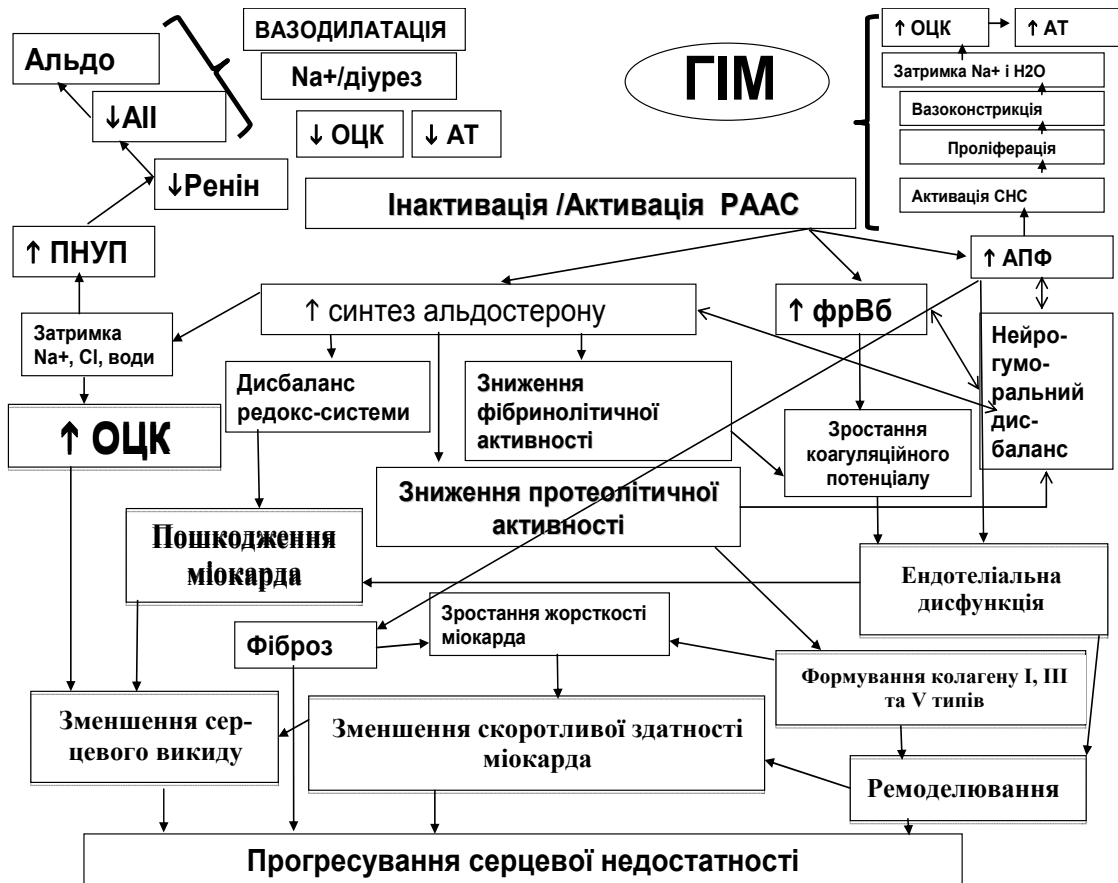 ВАЗОДИЛАТАЦІЯ
Na+/діурез
↓ ОЦК
↓ АТ
Альдо
↓АІІ
↓Ренін
↑ ПНУП
ГІМ
↑ ОЦК
↑ АТ
Затримка Na+ і H2O
Вазоконстрикція
Проліферація
Активація СНС
Інактивація /Активація РААС
↑ АПФ
↑ синтез альдостерону
↑ фрВб
Затримка
Na+, Cl, води
Нейро-
гумо-
ральний
дис-
баланс
Дисбаланс
редокс-системи
Зниження
фібринолітичної
активності
↑ ОЦК
Зростання
коагуляційного
потенціалу
Зниження протеолітичної
активності
Пошкодження
міокарда
Ендотеліальна
дисфункція
Фіброз
Зростання жорсткості
міокарда
Формування колагену І, ІІІ
та V типів
Зменшення сер-
цевого викиду
Зменшення скоротливої здатності
міокарда
Ремоделювання
Прогресування серцевої недостатності